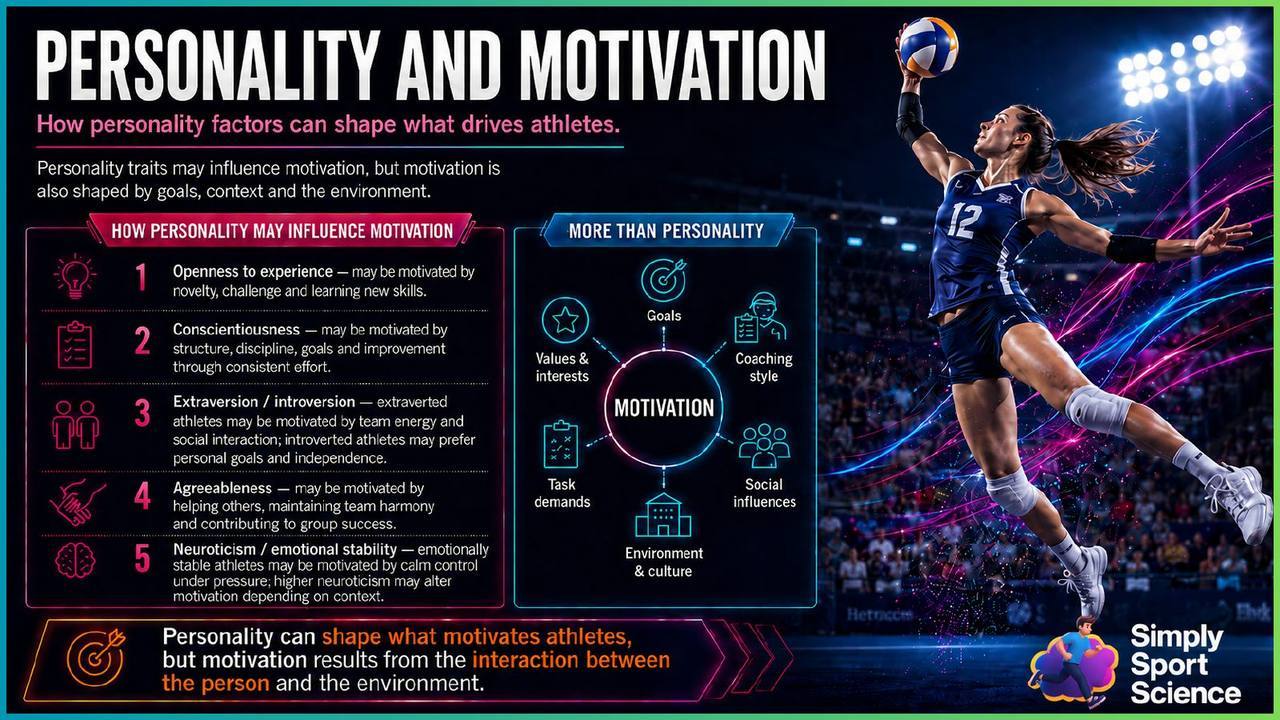 PERSONALITY AND MOTIVATION
How personality factors can shape what drives athletes.
Personality traits may influence motivation, but motivation is
also shaped by goals, context and the environment.
HOW PERSONALITY MAY INFLUENCE MOTIVATION
1
Openness to experience — may be motivated by
novelty, challenge and learning new skills.
2
Conscientiousness — may be motivated by
structure, discipline, goals and improvement
through consistent effort.
3
Extraversion / introversion — extraverted
athletes may be motivated by team energy and
social interaction; introverted athletes may prefer
personal goals and independence.
4
Agreeableness — may be motivated by
helping others, maintaining team harmony
and contributing to group success.
5
Neuroticism / emotional stability — emotionally
stable athletes may be motivated by calm control
under pressure; higher neuroticism may alter
motivation depending on context.
MORE THAN PERSONALITY
Goals
Values &
interests
Coaching
style
MOTIVATION
Task
demands
Social
influences
Environment
& culture
12
Personality can shape what motivates athletes,
but motivation results from the interaction between
the person and the environment.
Simply
Sport
Science